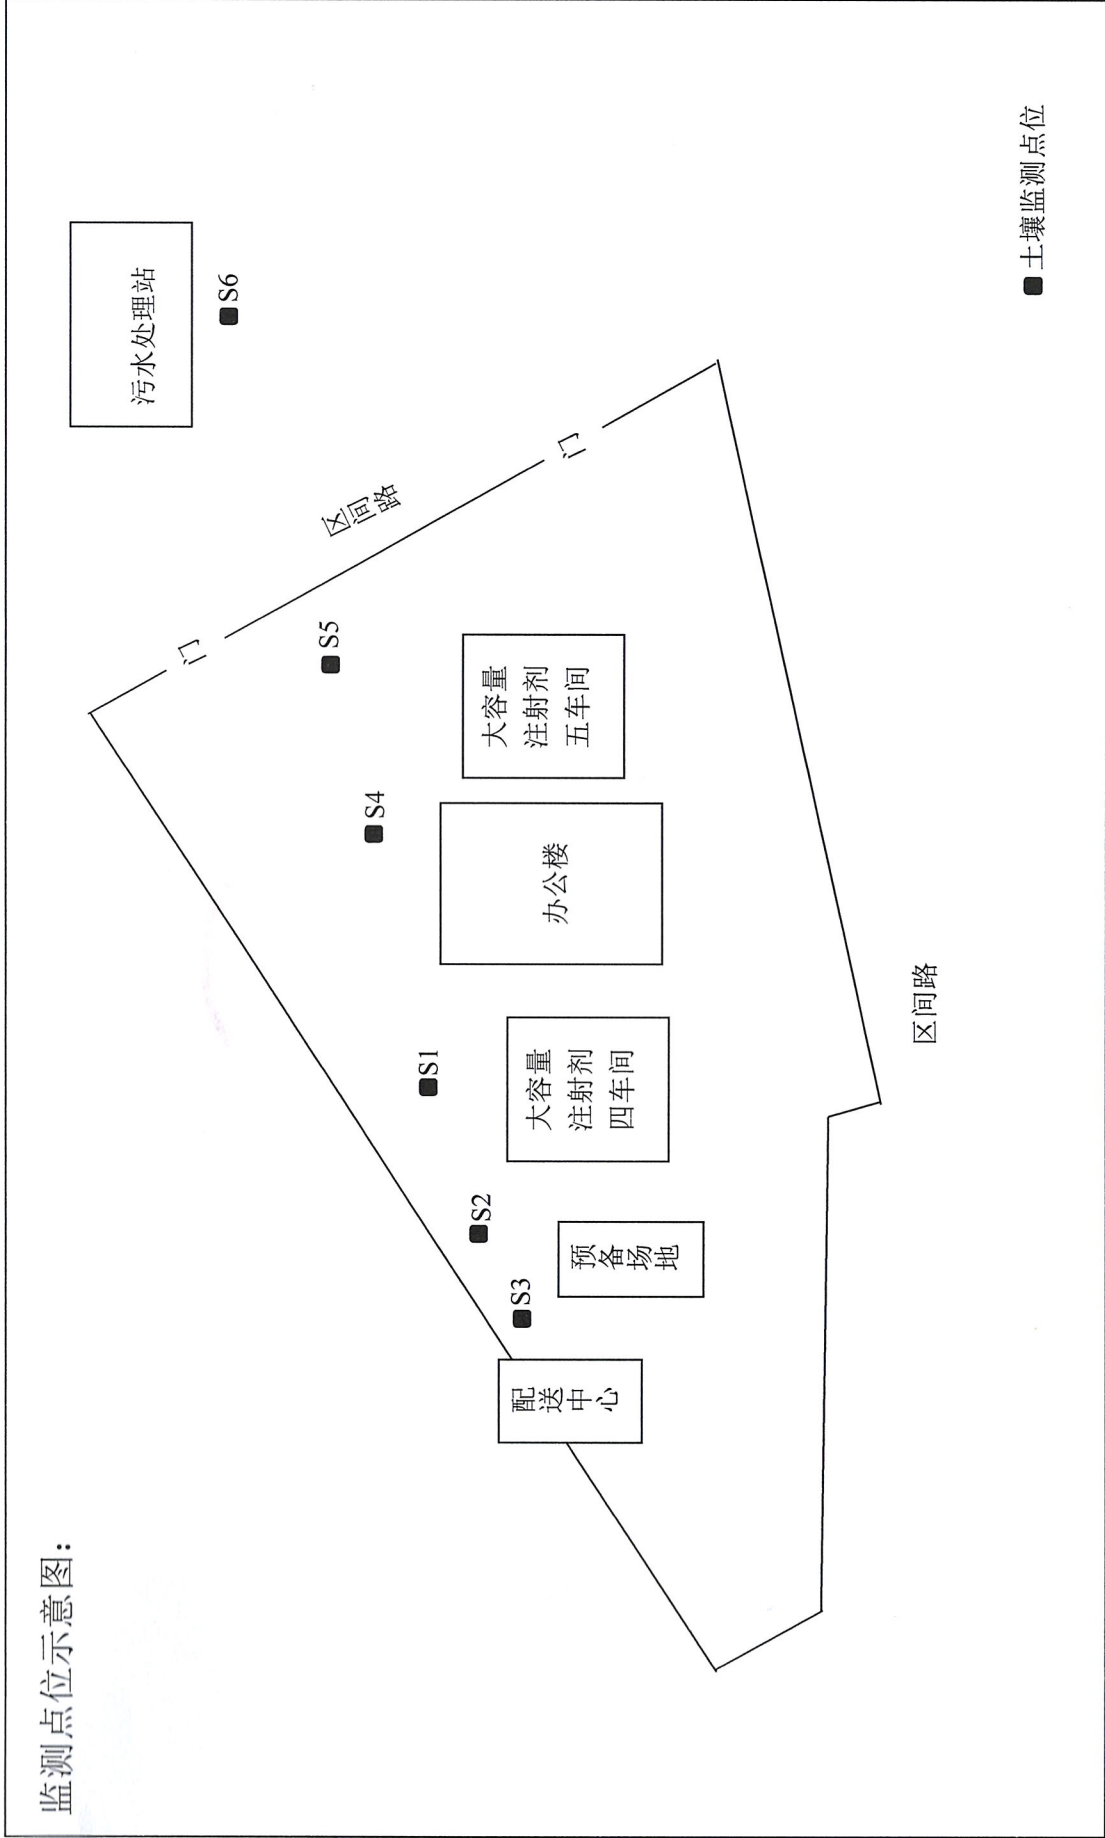 监测点位示意图：
污水处理站
■S6
门
区间路
■S5
门
■S4
大容量
注射剂
五车间
办公楼
■S1
大容量
注射剂
四车间
■S2
■S3
预备场地
配送中心
区间路
■土壤监测点位